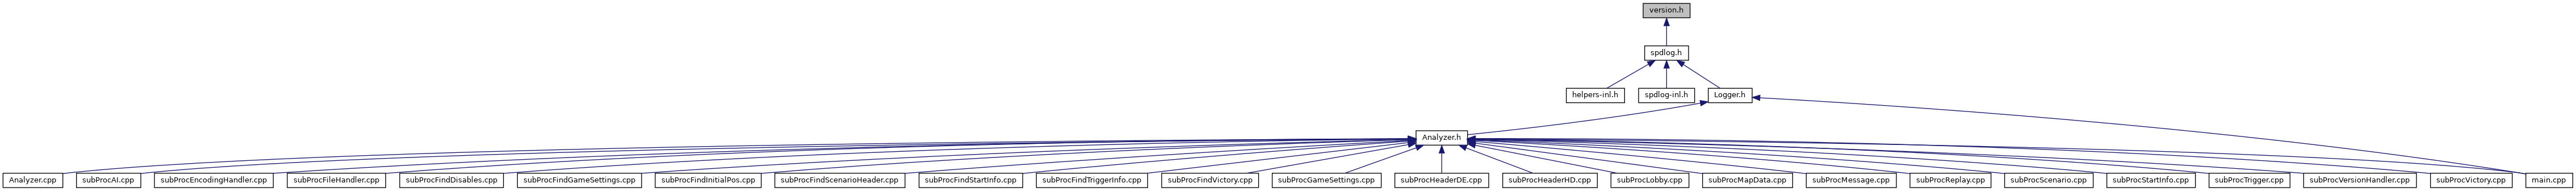 version.h
spdlog.h
helpers-inl.h
spdlog-inl.h
Logger.h
Analyzer.h
Analyzer.cpp
subProcAI.cpp
subProcEncodingHandler.cpp
subProcFileHandler.cpp
subProcFindDisables.cpp
subProcFindGameSettings.cpp
subProcFindInitialPos.cpp
subProcFindScenarioHeader.cpp
subProcFindStartInfo.cpp
subProcFindTriggerInfo.cpp
subProcFindVictory.cpp
subProcGameSettings.cpp
subProcHeaderDE.cpp
subProcHeaderHD.cpp
subProcLobby.cpp
subProcMapData.cpp
subProcMessage.cpp
subProcReplay.cpp
subProcScenario.cpp
subProcStartInfo.cpp
subProcTrigger.cpp
subProcVersionHandler.cpp
subProcVictory.cpp
main.cpp